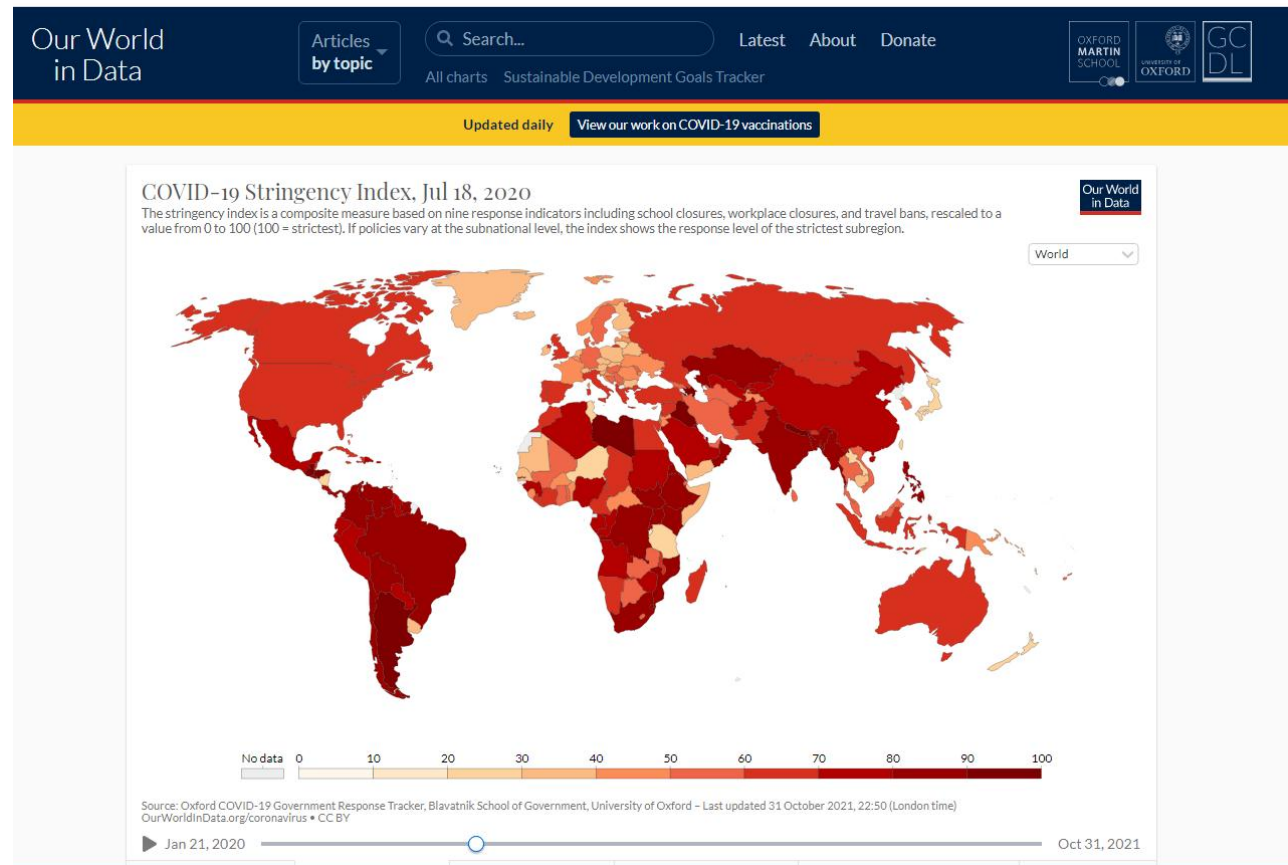 Our World
in Data
Articles
by topic
Search...
Latest About Donate
All charts Sustainable Development Goals Tracker
OXFORD
MARTIN
SCHOOL
UNIVERSITY OF
OXFORD
GC
DL
Updated daily View our work on COVID-19 vaccinations
COVID-19 Stringency Index, Jul 18, 2020
The stringency index is a composite measure based on nine response indicators including school closures, workplace closures, and travel bans, rescaled to a
value from 0 to 100 (100 = strictest). If policies vary at the subnational level, the index shows the response level of the strictest subregion.
Our World
in Data
World
No data 0 10 20 30 40 50 60 70 80 90 100
Source: Oxford COVID-19 Government Response Tracker, Blavatnik School of Government, University of Oxford – Last updated 31 October 2021, 22:50 (London time)
OurWorldInData.org/coronavirus • CC BY
Jan 21, 2020 Oct 31, 2021